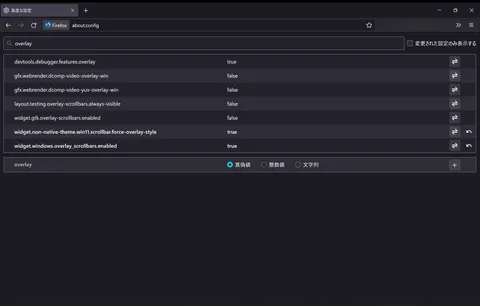 高度な設定
Firefox about:config
overlay 変更された設定のみ表示する
devtools.debugger.features.overlay true
gfx.webrender.dcomp-video-overlay-win false
gfx.webrender.dcomp-video-yuv-overlay-win false
layout.testing.overlay-scrollbars.always-visible false
widget.gtk.overlay-scrollbars.enabled false
widget.non-native-theme.win11.scrollbar.force-overlay-style true
widget.windows.overlay_scrollbars.enabled true
overlay 真偽値 整数値 文字列